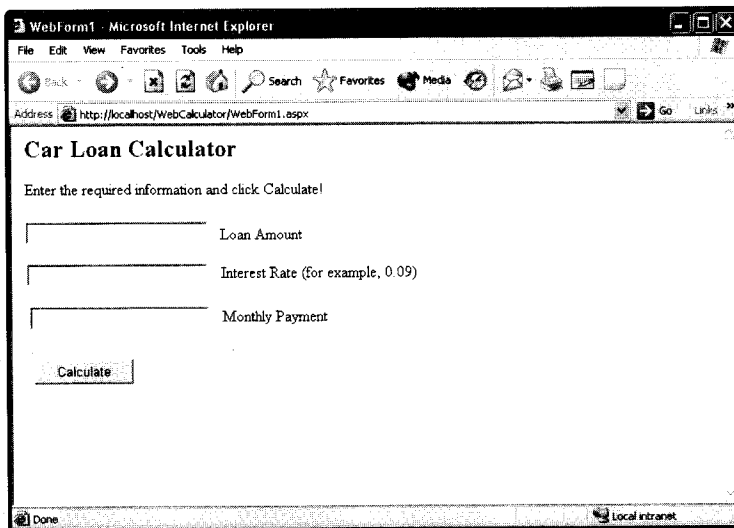 WebForm1 - Microsoft Internet Explorer
File Edit View Favorites Tools Help
Back Search Favorites Media
Address http://localhost/WebCalculator/WebForm1.aspx Go Links »
Car Loan Calculator
Enter the required information and click Calculate!
Loan Amount
Interest Rate (for example, 0.09)
Monthly Payment
Calculate
Done Local intranet